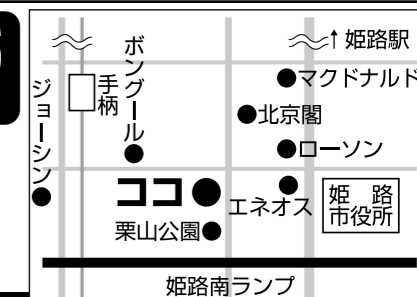 ↑姫路駅
マクドナルド
ボングール
手柄
北京閣
ジョーシン
ローソン
ココ
エネオス
姫路
市役所
栗山公園
姫路南ランプ